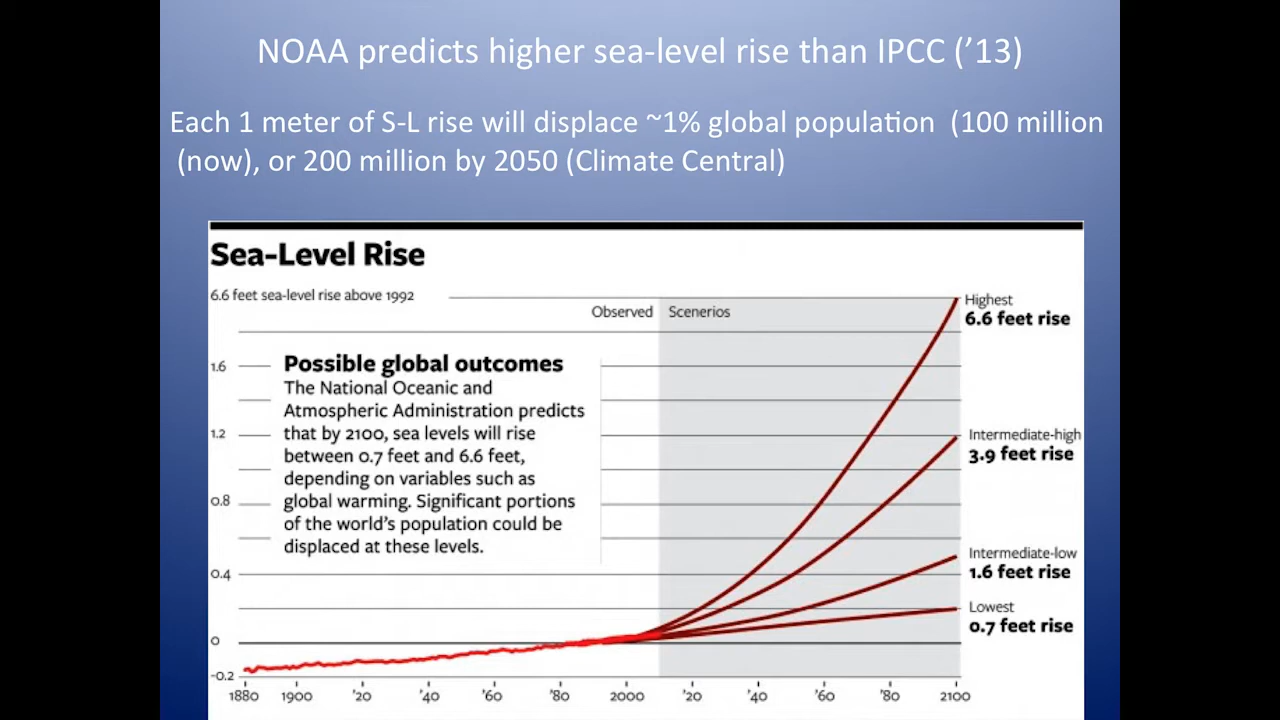 NOAA predicts higher sea-level rise than IPCC (’13)
Each 1 meter of S-L rise will displace ~1% global population (100 million
(now), or 200 million by 2050 (Climate Central)
Sea-Level Rise
6.6 feet sea-level rise above 1992
Observed
Scenerios
Possible global outcomes
The National Oceanic and
Atmospheric Administration predicts
that by 2100, sea levels will rise
between 0.7 feet and 6.6 feet,
depending on variables such as
global warming. Significant portions
of the world’s population could be
displaced at these levels.
1.6
1.2
0.8
0.4
0
-0.2
Highest
6.6 feet rise
Intermediate-high
3.9 feet rise
Intermediate-low
1.6 feet rise
Lowest
0.7 feet rise
1880 1900 ’20 ’40 ’60 ’80 2000 ’20 ’40 ’60 ’80 2100